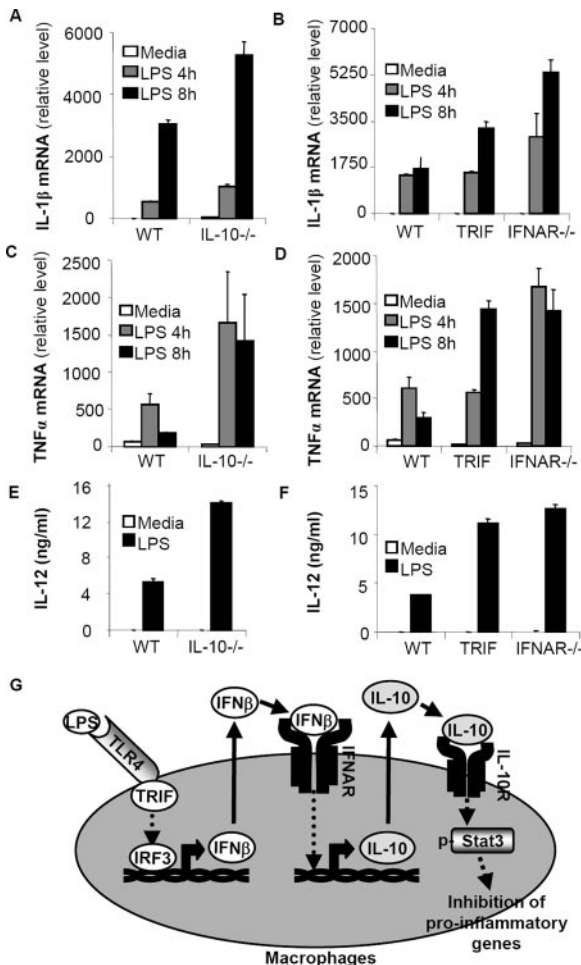 A
IL-1β mRNA (relative level)
6000
4000
2000
0
Media
LPS 4h
LPS 8h
WT
IL-10-/-
B
IL-1β mRNA (relative level)
7000
5250
3500
1750
0
Media
LPS 4h
LPS 8h
WT
TRIF
IFNAR-/-
C
TNFα mRNA (relative level)
2500
2000
1500
1000
500
0
Media
LPS 4h
LPS 8h
WT
IL-10-/-
D
TNFα mRNA (relative level)
2000
1500
1000
500
0
Media
LPS 4h
LPS 8h
WT
TRIF
IFNAR-/-
E
IL-12 (ng/ml)
16
12
8
4
0
Media
LPS
WT
IL-10-/-
F
IL-12 (ng/ml)
15
10
5
0
Media
LPS
WT
TRIF
IFNAR-/-
G
LPS
TLR4
TRIF
IRF3
IFNβ
IFNβ
IFNβ
IFNAR
IL-10
IL-10
IL-10
IL-10R
p-Stat3
Inhibition of
pro-inflammatory
genes
Macrophages